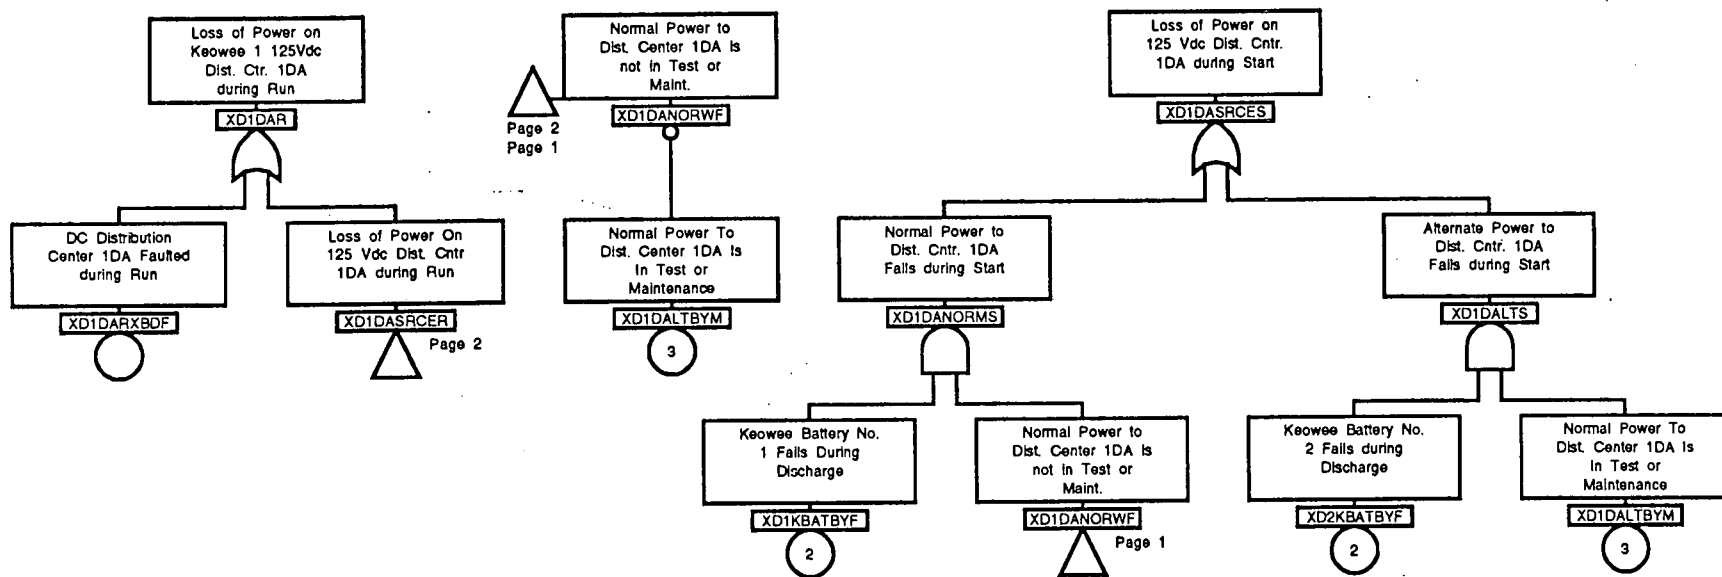 Loss of Power on
Keowee 1 125Vdc
Dist. Ctr. 1DA
during Run
XD1DAR
DC Distribution
Center 1DA Faulted
during Run
XD1DARXBDF
Loss of Power On
125 Vdc Dist. Cntr
1DA during Run
XD1DASRCER
Page 2
Normal Power to
Dist. Center 1DA Is
not in Test or
Maint.
XD1DANORWF
Page 2
Page 1
Normal Power To
Dist. Center 1DA Is
In Test or
Maintenance
XD1DALTBYM
3
Loss of Power on
125 Vdc Dist. Cntr.
1DA during Start
XD1DASRCES
Normal Power to
Dist. Cntr. 1DA
Fails during Start
XD1DANORMS
Keowee Battery No.
1 Fails During
Discharge
XD1KBATBYF
2
Normal Power to
Dist. Center 1DA Is
not in Test or
Maint.
XD1DANORWF
Page 1
Alternate Power to
Dist. Cntr. 1DA
Fails during Start
XD1DALTS
Keowee Battery No.
2 Fails during
Discharge
XD2KBATBYF
2
Normal Power To
Dist. Center 1DA Is
In Test or
Maintenance
XD1DALTBYM
3